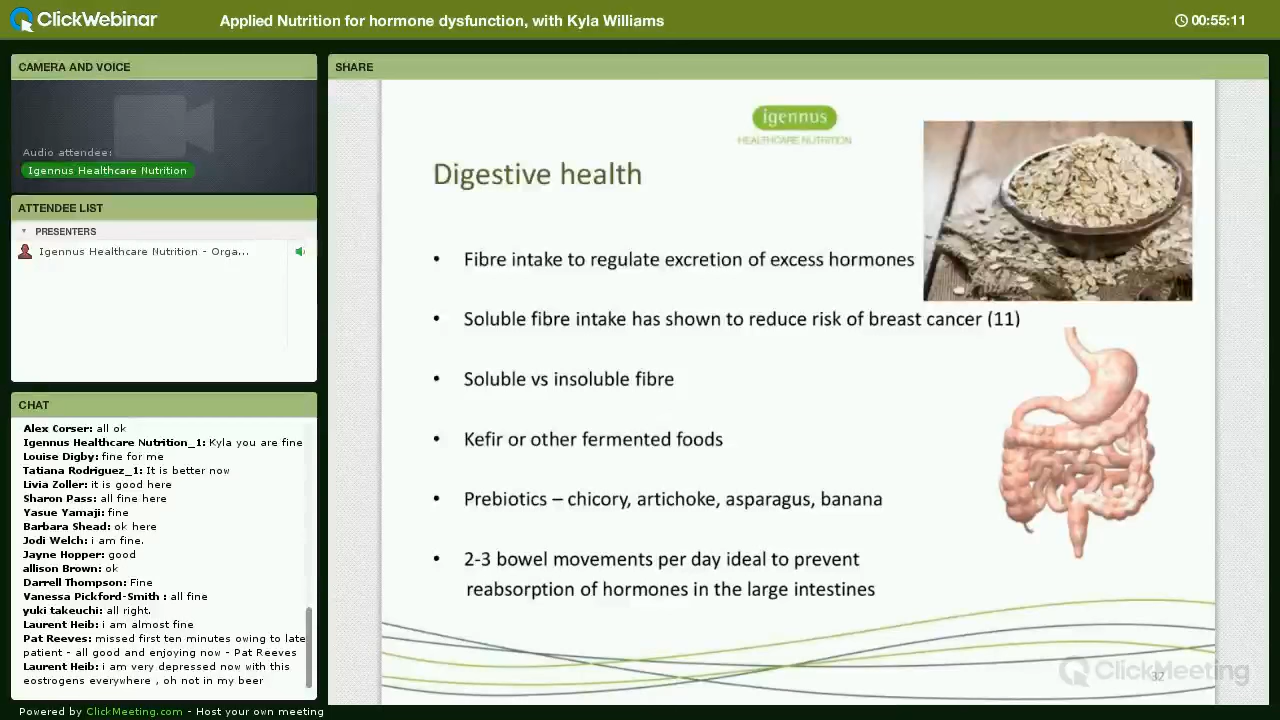 ClickWebinar
Applied Nutrition for hormone dysfunction, with Kyla Williams
00:55:11
CAMERA AND VOICE
Audio attendee:
Igennus Healthcare Nutrition
ATTENDEE LIST
PRESENTERS
Igennus Healthcare Nutrition - Orga...
CHAT
Alex Corser: all ok
Igennus Healthcare Nutrition_1: Kyla you are fine
Louise Digby: fine for me
Tatiana Rodriguez_1: It is better now
Livia Zoller: it is good here
Sharon Pass: all fine here
Yasue Yamaji: fine
Barbara Shead: ok here
Jodi Welch: i am fine.
Jayne Hopper: good
allison Brown: ok
Darrell Thompson: Fine
Vanessa Pickford-Smith : all fine
yuki takeuchi: all right.
Laurent Heib: i am almost fine
Pat Reeves: missed first ten minutes owing to late
patient - all good and enjoying now - Pat Reeves
Laurent Heib: i am very depressed now with this
eostrogens everywhere , oh not in my beer
SHARE
igennus
HEALTHCARE NUTRITION
Digestive health
• Fibre intake to regulate excretion of excess hormones
• Soluble fibre intake has shown to reduce risk of breast cancer (11)
• Soluble vs insoluble fibre
• Kefir or other fermented foods
• Prebiotics – chicory, artichoke, asparagus, banana
• 2-3 bowel movements per day ideal to prevent
reabsorption of hormones in the large intestines
ClickMeeting
32
Powered by ClickMeeting.com - Host your own meeting